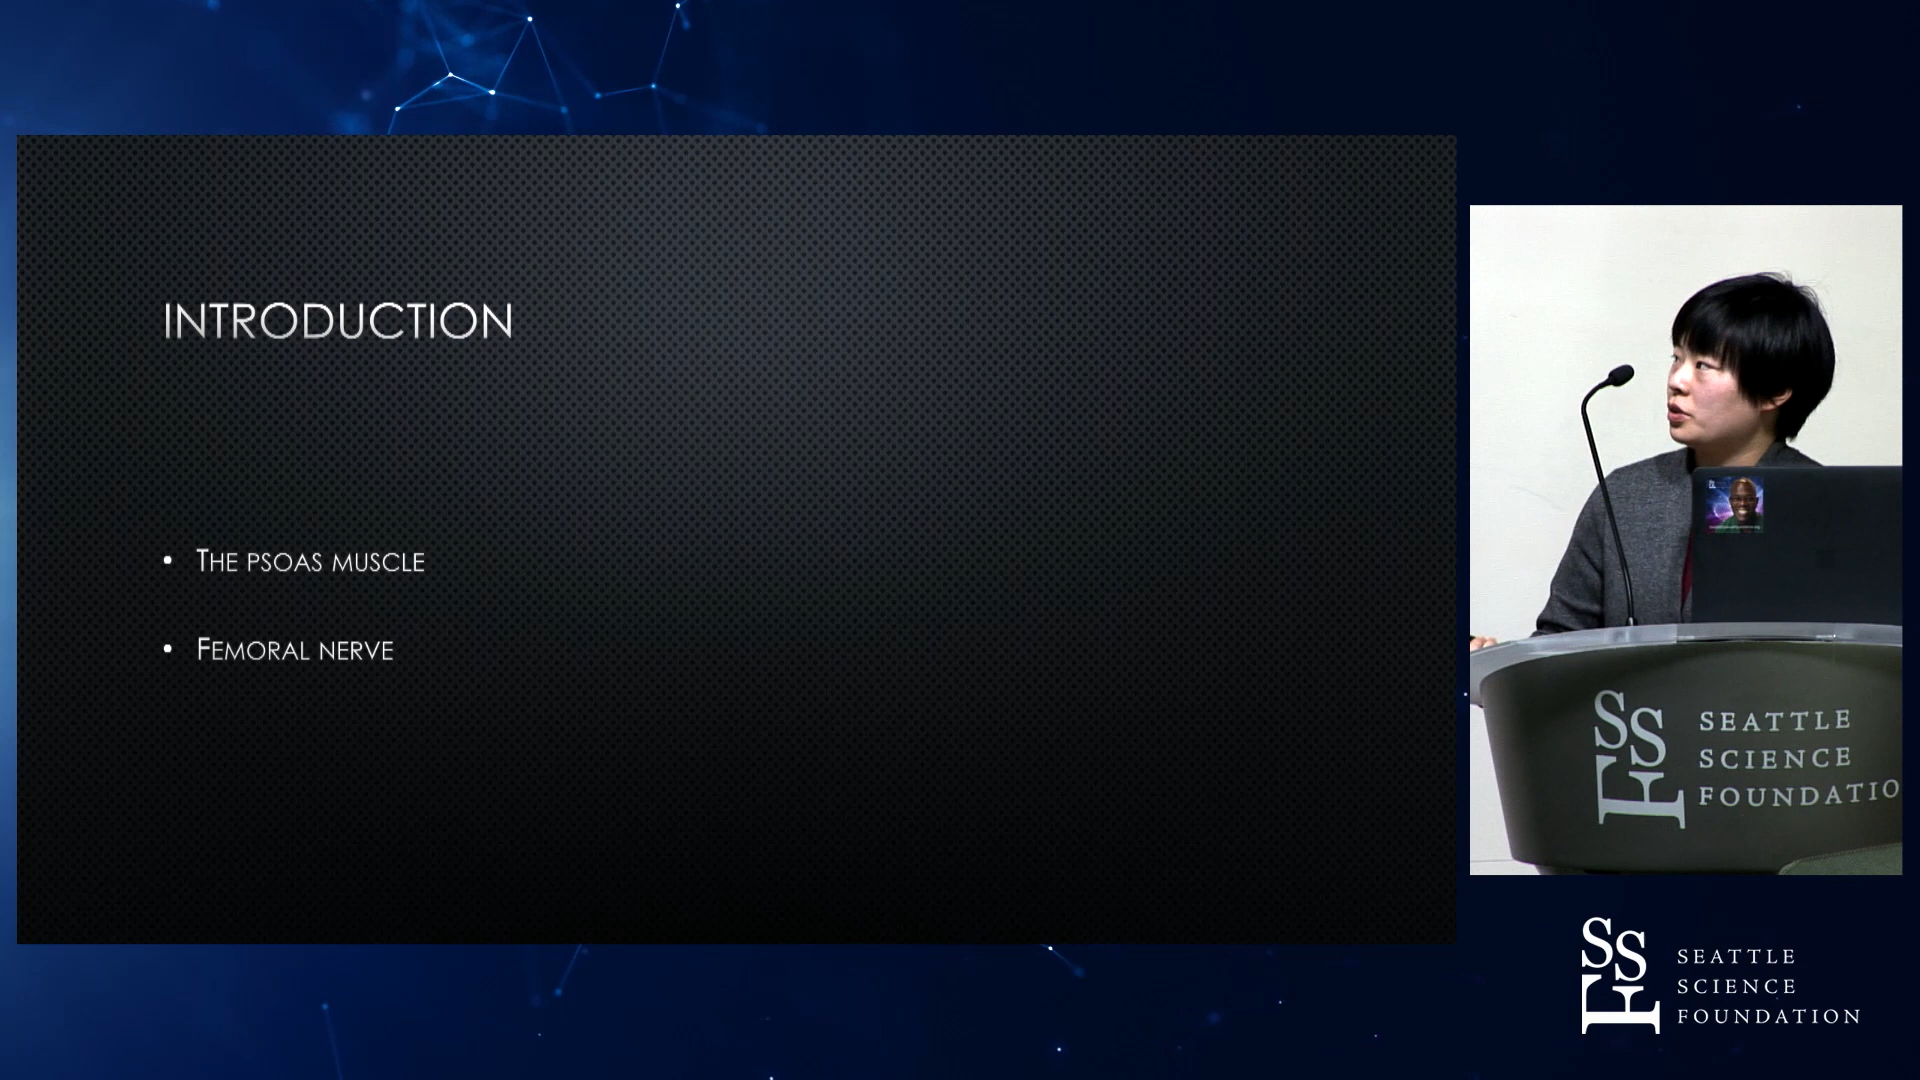 INTRODUCTION
• THE PSOAS MUSCLE
• FEMORAL NERVE
SSF
SEATTLE
SCIENCE
FOUNDATIO
SSF
SEATTLE
SCIENCE
FOUNDATION